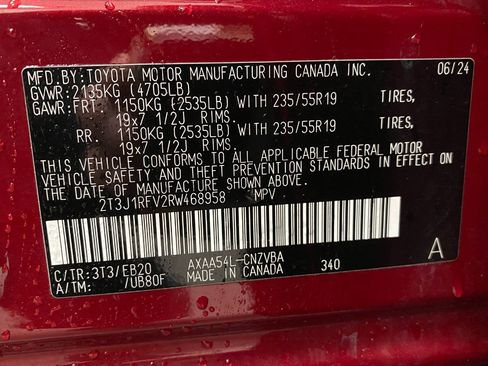 MFD.BY:TOYOTA MOTOR MANUFACTURING CANADA INC. 06/24
GVWR:2135KG (4705LB)
GAWR:FRT 1150KG (2535LB) WITH 235/55R19 TIRES,
19x7 1/2J RIMS.
RR 1150KG (2535LB) WITH 235/55R19 TIRES,
19x7 1/2J RIMS.
THIS VEHICLE CONFORMS TO ALL APPLICABLE FEDERAL MOTOR
VEHICLE SAFETY AND THEFT PREVENTION STANDARDS IN EFFECT ON
THE DATE OF MANUFACTURE SHOWN ABOVE.
2T3J1RFV2RW468958 MPV
C/TR:3T3/EB20 AXAA54L-CNZVBA A
A/TM: /UB80F MADE IN CANADA 340